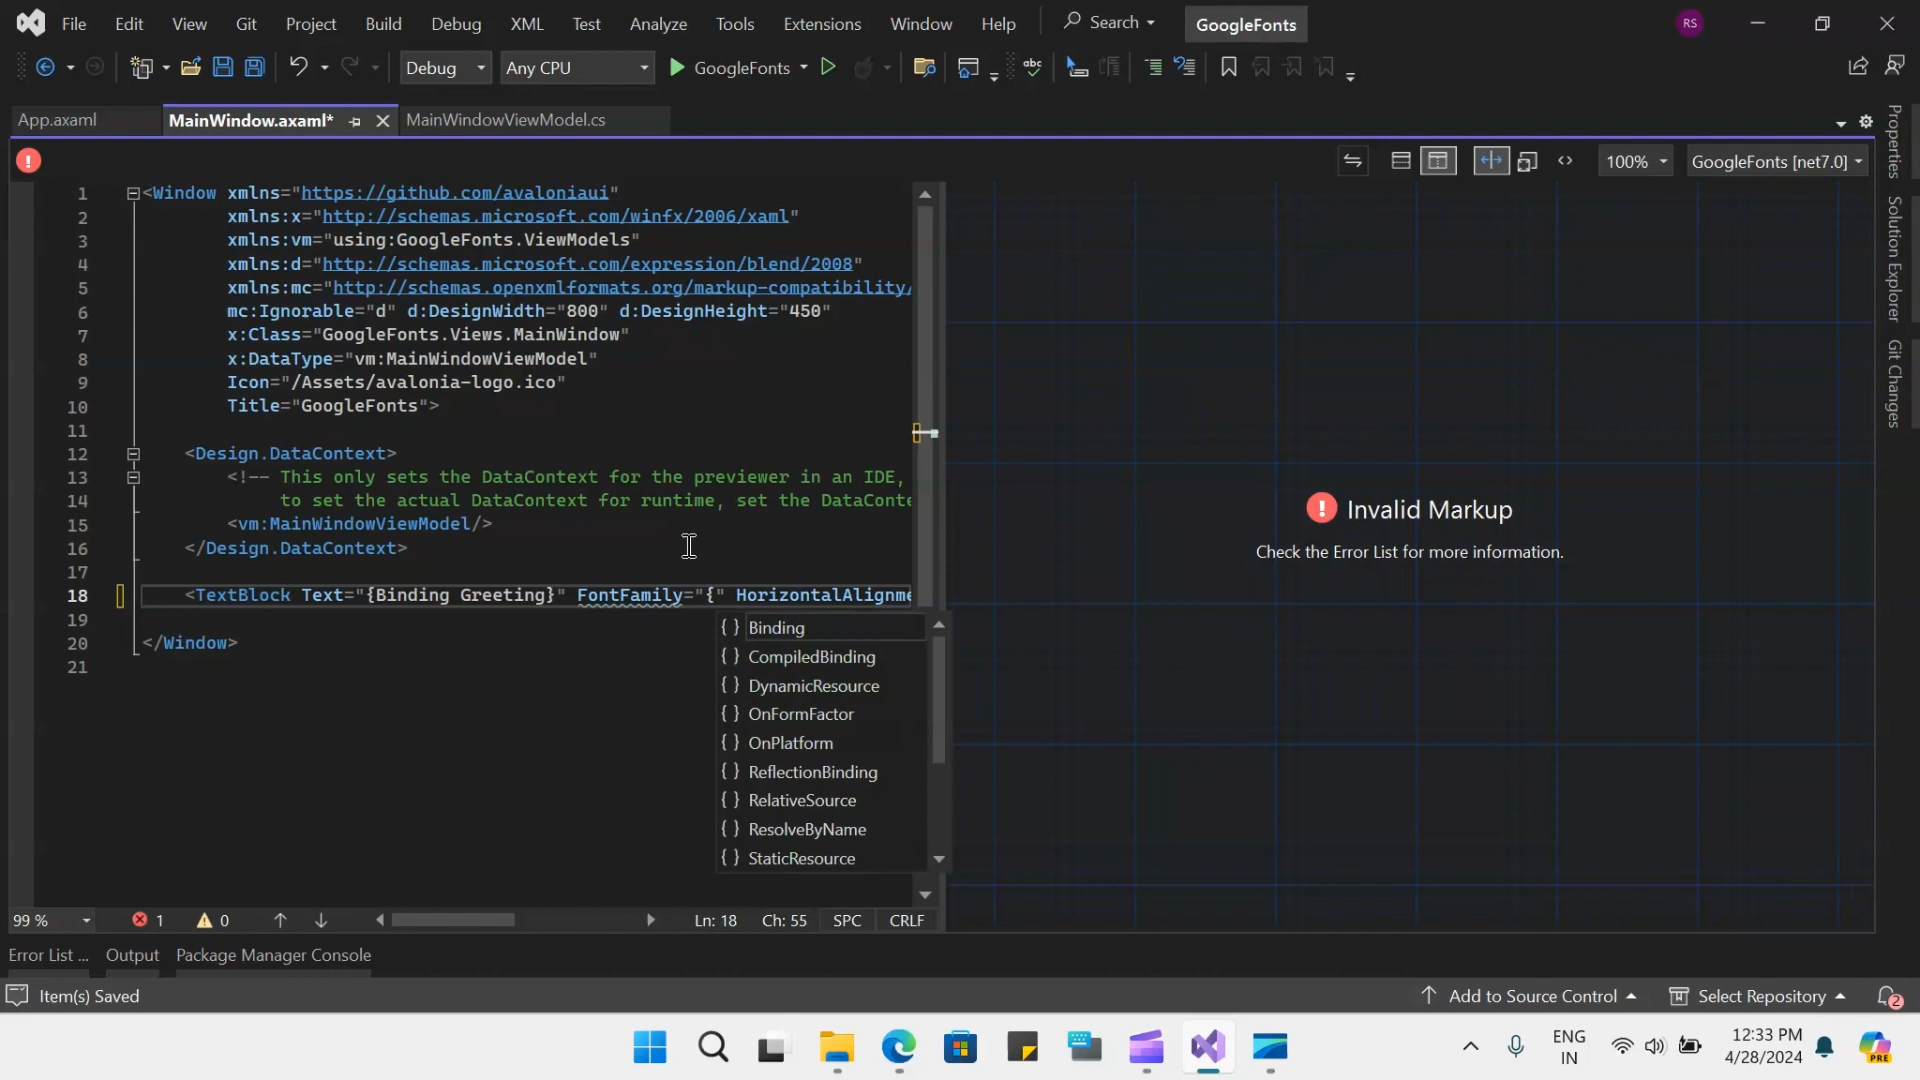 File Edit View Git Project Build Debug XML Test Analyze Tools Extensions Window Help Search GoogleFonts RS
Debug Any CPU GoogleFonts abc
App.axaml MainWindow.axaml* MainWindowViewModel.cs
100% GoogleFonts [net7.0]
Properties
Solution Explorer
Git Changes
1 <Window xmlns="https://github.com/avaloniaui"
2 xmlns:x="http://schemas.microsoft.com/winfx/2006/xaml"
3 xmlns:vm="using:GoogleFonts.ViewModels"
4 xmlns:d="http://schemas.microsoft.com/expression/blend/2008"
5 xmlns:mc="http://schemas.openxmlformats.org/markup-compatibility/
6 mc:Ignorable="d" d:DesignWidth="800" d:DesignHeight="450"
7 x:Class="GoogleFonts.Views.MainWindow"
8 x:DataType="vm:MainWindowViewModel"
9 Icon="/Assets/avalonia-logo.ico"
10 Title="GoogleFonts">
11
12 <Design.DataContext>
13 <!-- This only sets the DataContext for the previewer in an IDE,
14 to set the actual DataContext for runtime, set the DataConte
15 <vm:MainWindowViewModel/>
16 </Design.DataContext>
17
18 <TextBlock Text="{Binding Greeting}" FontFamily="{" HorizontalAlignme
19
20 </Window>
21
{ } Binding
{ } CompiledBinding
{ } DynamicResource
{ } OnFormFactor
{ } OnPlatform
{ } ReflectionBinding
{ } RelativeSource
{ } ResolveByName
{ } StaticResource
Invalid Markup
Check the Error List for more information.
99 % 1 0 Ln: 18 Ch: 55 SPC CRLF
Error List ... Output Package Manager Console
Item(s) Saved Add to Source Control Select Repository 2
ENG
IN
12:33 PM
4/28/2024
PRE